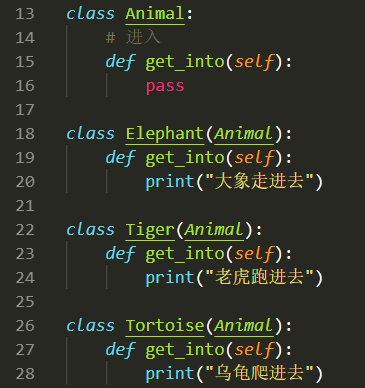 13 class Animal:
14     # 进入
15     def get_into(self):
16         pass
17
18 class Elephant(Animal):
19     def get_into(self):
20         print("大象走进去")
21
22 class Tiger(Animal):
23     def get_into(self):
24         print("老虎跑进去")
25
26 class Tortoise(Animal):
27     def get_into(self):
28         print("乌龟爬进去")